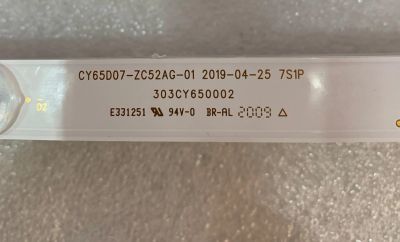 CY65D07-ZC52AG-01 2019-04-25 7S1P
303CY650002
E331251 94V-0 BR-AL 2009
D2